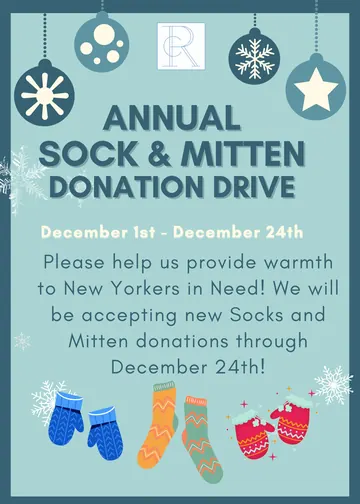 ANNUAL
SOCK & MITTEN
DONATION DRIVE
December 1st - December 24th
Please help us provide warmth
to New Yorkers in Need! We will
be accepting new Socks and
Mitten donations through
December 24th!